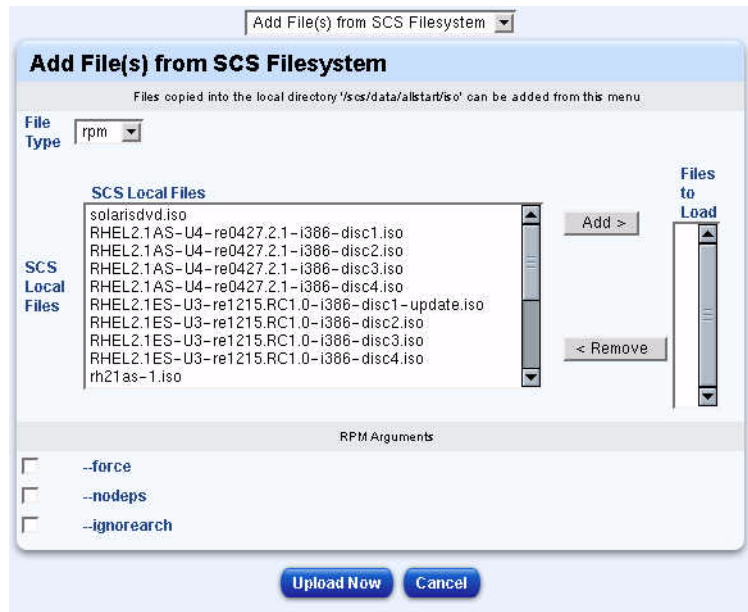 Add File(s) from SCS Filesystem
Add File(s) from SCS Filesystem
Files copied into the local directory '/scs/data/allstart/iso' can be added from this menu
File Type
rpm
SCS Local Files
SCS Local Files
solarisdvd.iso
RHEL2.1AS-U4-re0427.2.1-i386-disc1.iso
RHEL2.1AS-U4-re0427.2.1-i386-disc2.iso
RHEL2.1AS-U4-re0427.2.1-i386-disc3.iso
RHEL2.1AS-U4-re0427.2.1-i386-disc4.iso
RHEL2.1ES-U3-re1215.RC1.0-i386-disc1-update.iso
RHEL2.1ES-U3-re1215.RC1.0-i386-disc2.iso
RHEL2.1ES-U3-re1215.RC1.0-i386-disc3.iso
RHEL2.1ES-U3-re1215.RC1.0-i386-disc4.iso
rh21as-1.iso
Add >
< Remove
Files to Load
RPM Arguments
--force
--nodeps
--ignorearch
Upload Now
Cancel